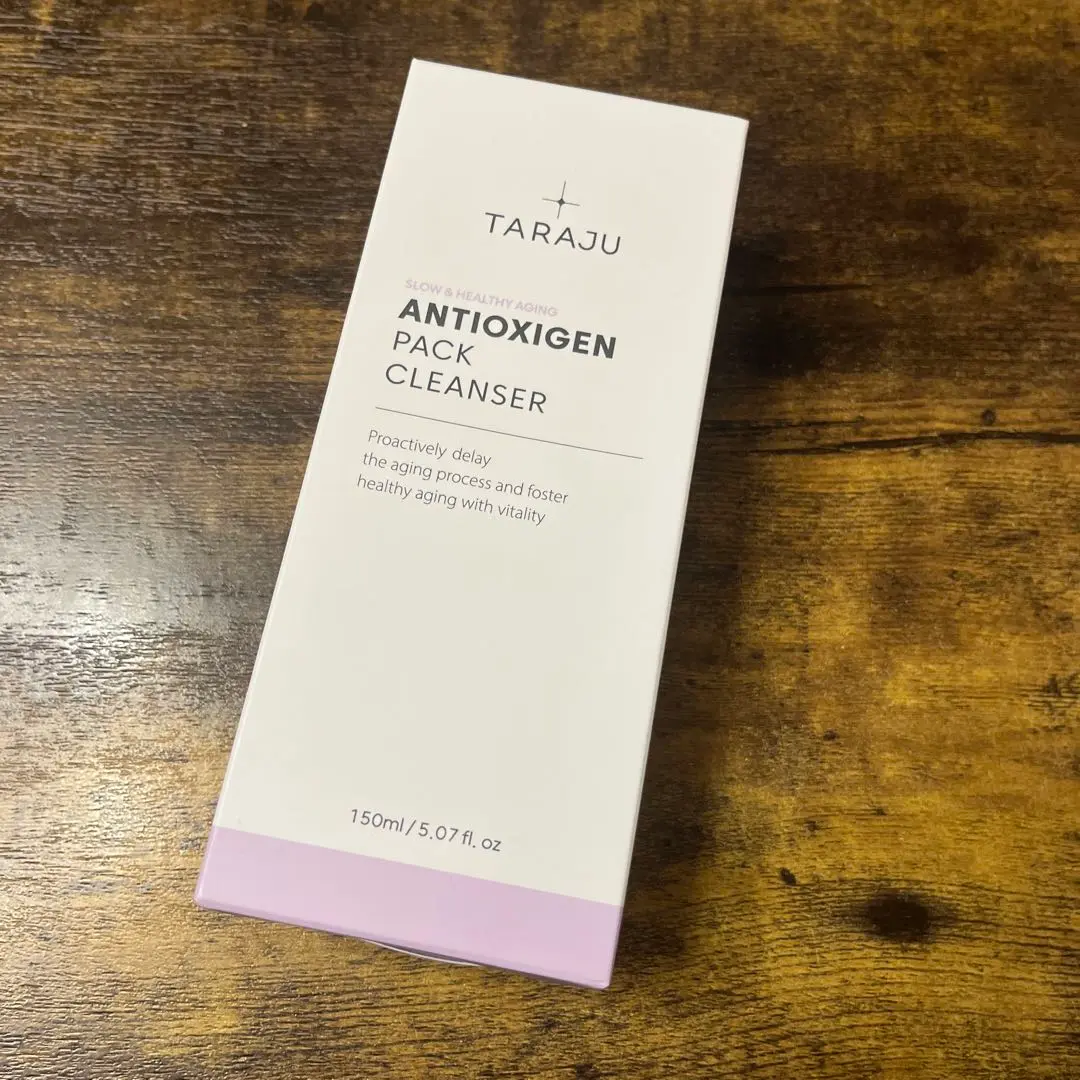 TARAJU
SLOW & HEALTHY AGING
ANTIOXIGEN
PACK
CLEANSER
Proactively delay
the aging process and foster
healthy aging with vitality
150ml / 5.07 fl. oz